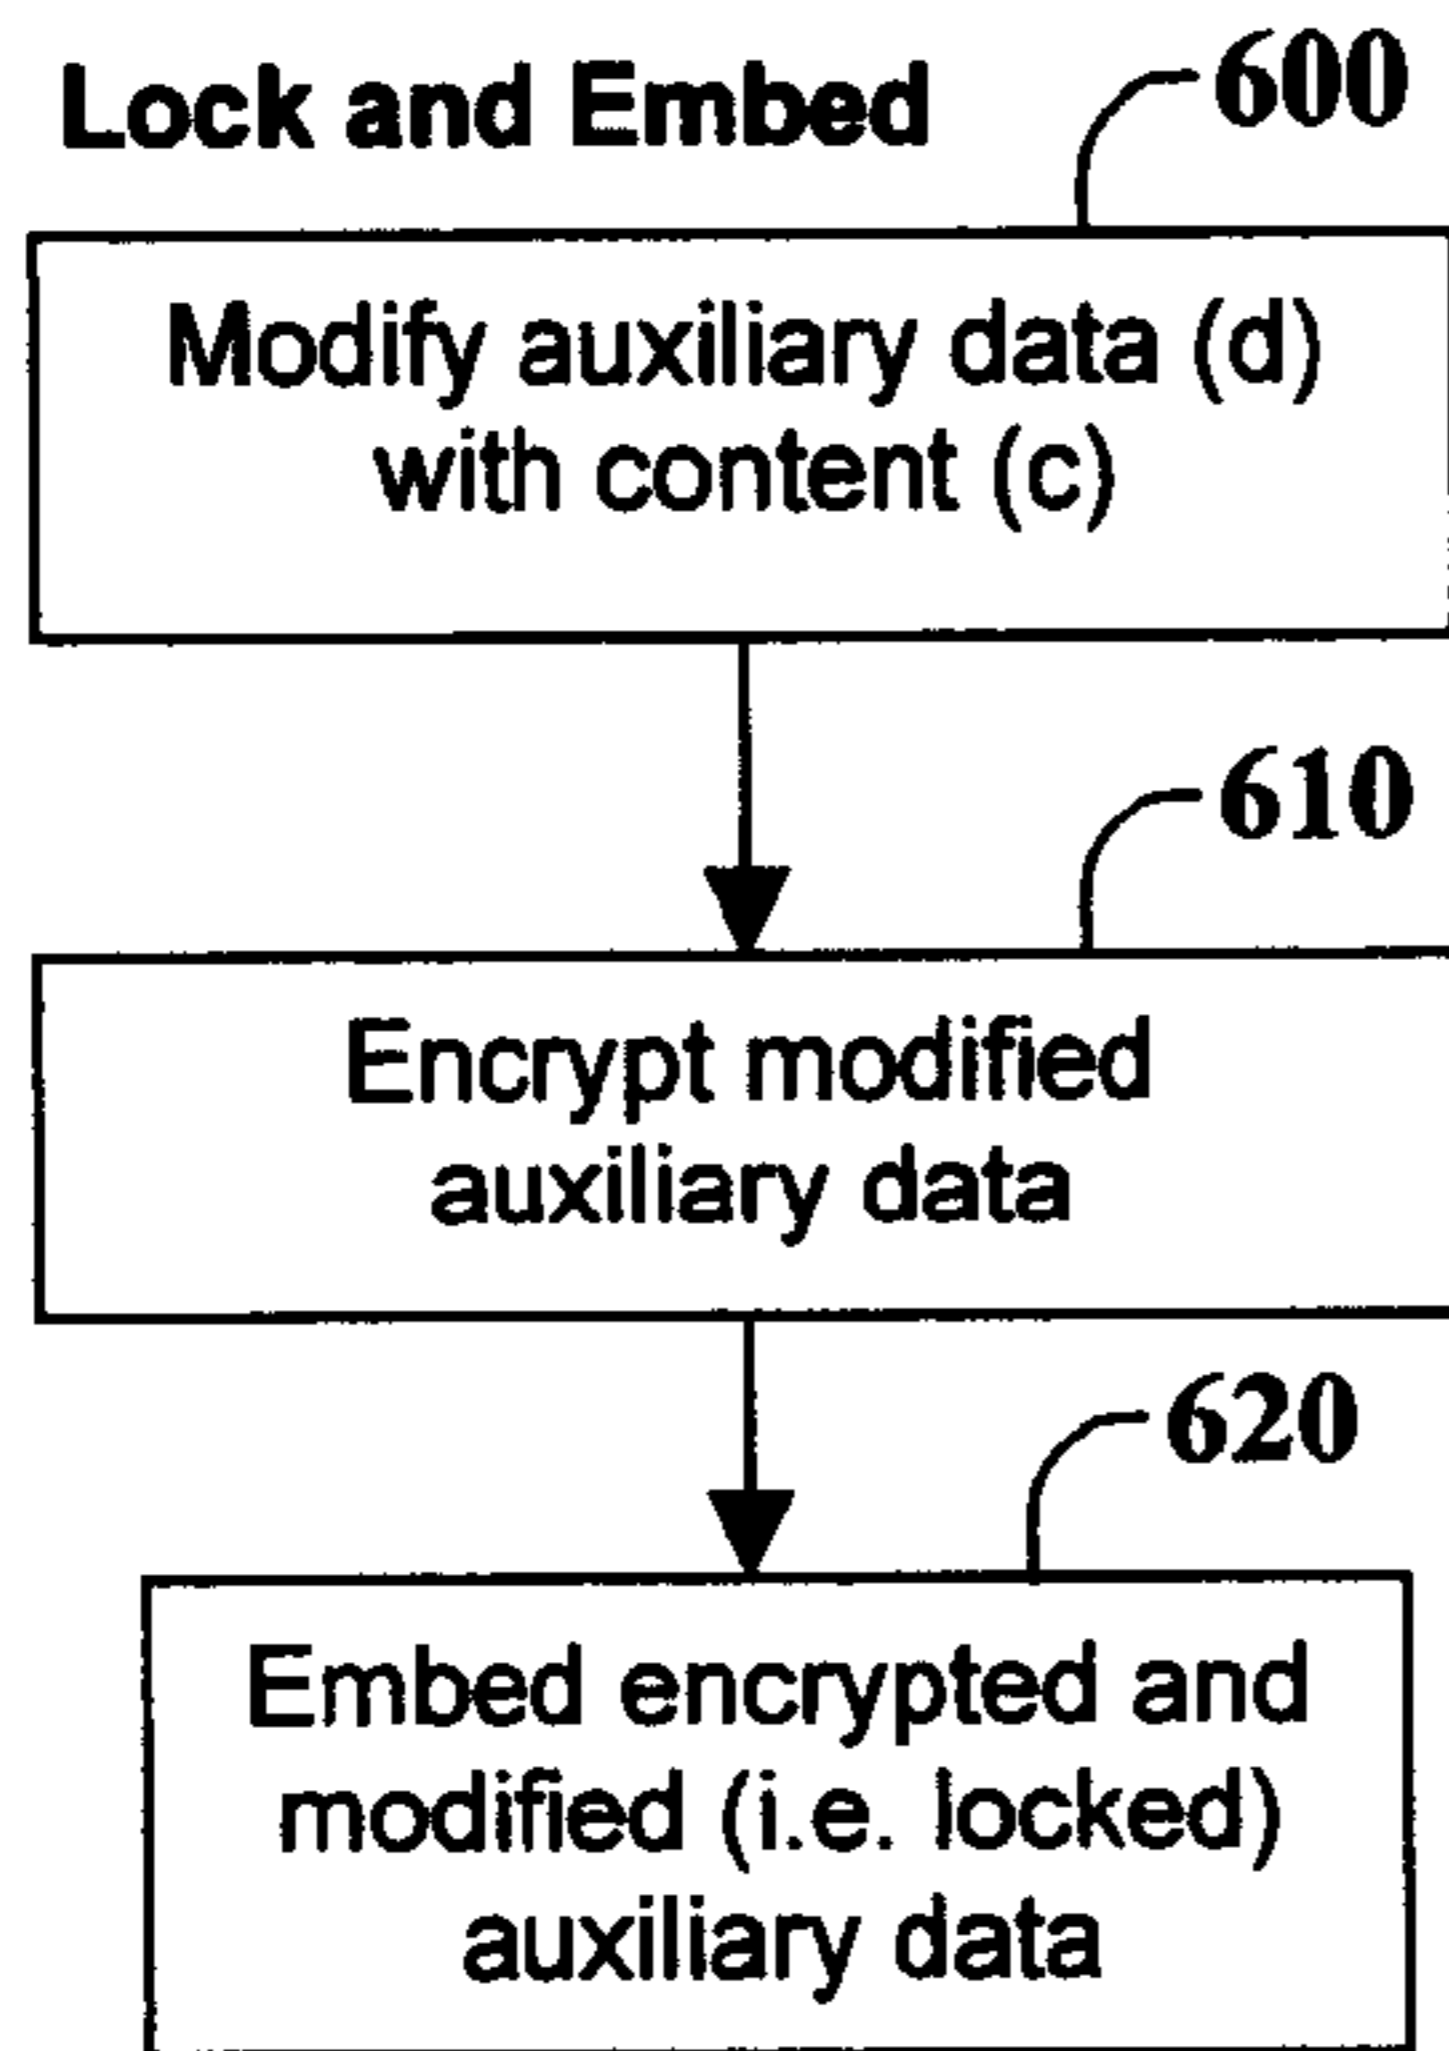 Lock and Embed
600
Modify auxiliary data (d)
with content (c)
610
Encrypt modified
auxiliary data
620
Embed encrypted and
modified (i.e. locked)
auxiliary data